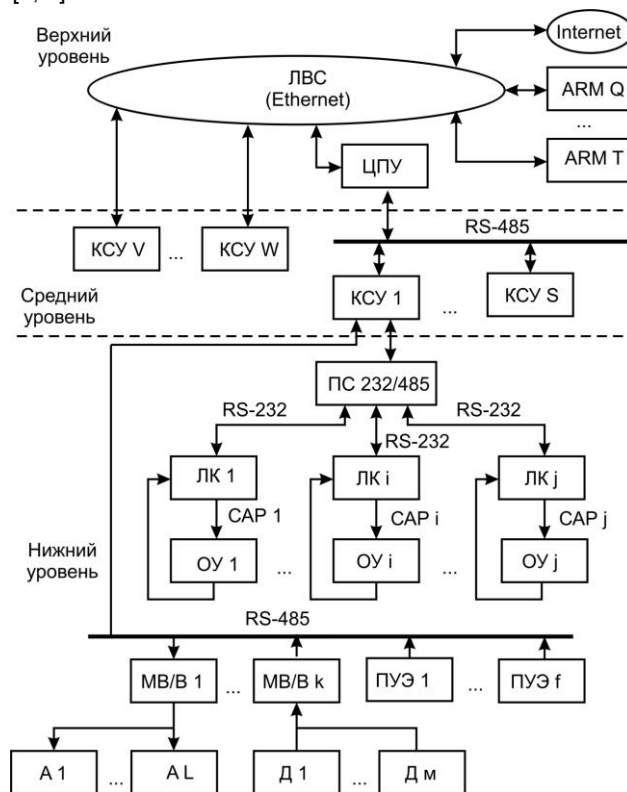 Верхний
уровень
Internet
ЛВС
(Ethernet)
ARM Q
...
ARM T
ЦПУ
RS-485
КСУ V
...
КСУ W
Средний
уровень
КСУ 1
...
КСУ S
ПС 232/485
RS-232
RS-232
RS-232
ЛК 1
ЛК i
ЛК j
САР 1
САР i
САР j
Нижний
уровень
ОУ 1
...
ОУ i
...
ОУ j
RS-485
МВ/В 1
...
МВ/В k
ПУЭ 1
...
ПУЭ f
А 1
...
А L
Д 1
...
Д м